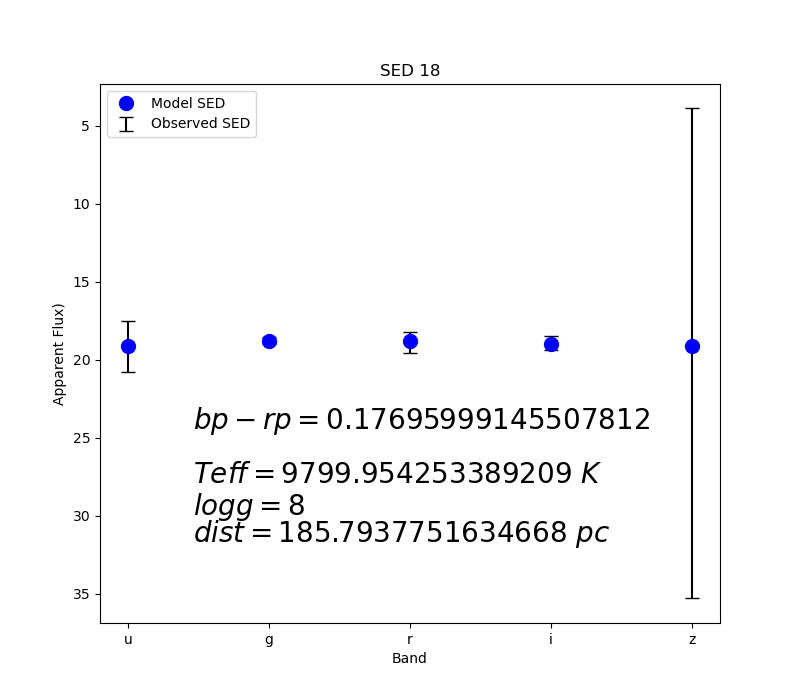 SED 18
Model SED
Observed SED
5
10
15
20
25
30
35
Apparent Flux)
bp − rp = 0.17695999145507812
Teff = 9799.954253389209 K
logg = 8
dist = 185.7937751634668 pc
u g r i z
Band